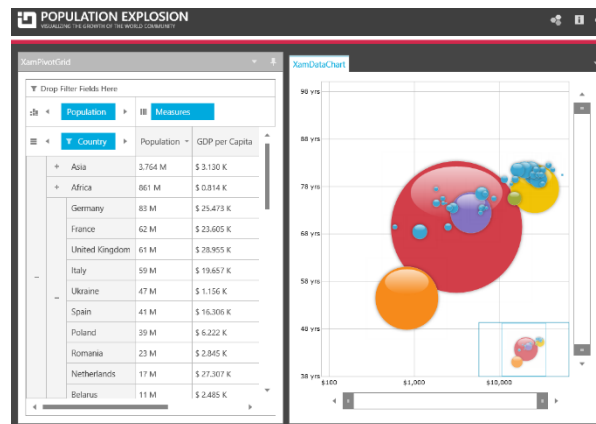 POPULATION EXPLOSION
VISUALIZING THE GROWTH OF THE WORLD COMMUNITY
XamPivotGrid
XamDataChart
Drop Filter Fields Here
Population
Measures
Country
Population
GDP per Capita
+ Asia 3.764 M $ 3.130 K
+ Africa 861 M $ 0.814 K
Germany 83 M $ 25.473 K
France 62 M $ 23.605 K
United Kingdom 61 M $ 28.955 K
Italy 59 M $ 19.657 K
Ukraine 47 M $ 1.156 K
Spain 41 M $ 16.306 K
Poland 39 M $ 6.222 K
Romania 23 M $ 2.845 K
Netherlands 17 M $ 27.307 K
Belarus 11 M $ 2.485 K
98 yrs
88 yrs
78 yrs
68 yrs
58 yrs
48 yrs
38 yrs
$100
$1,000
$10,000